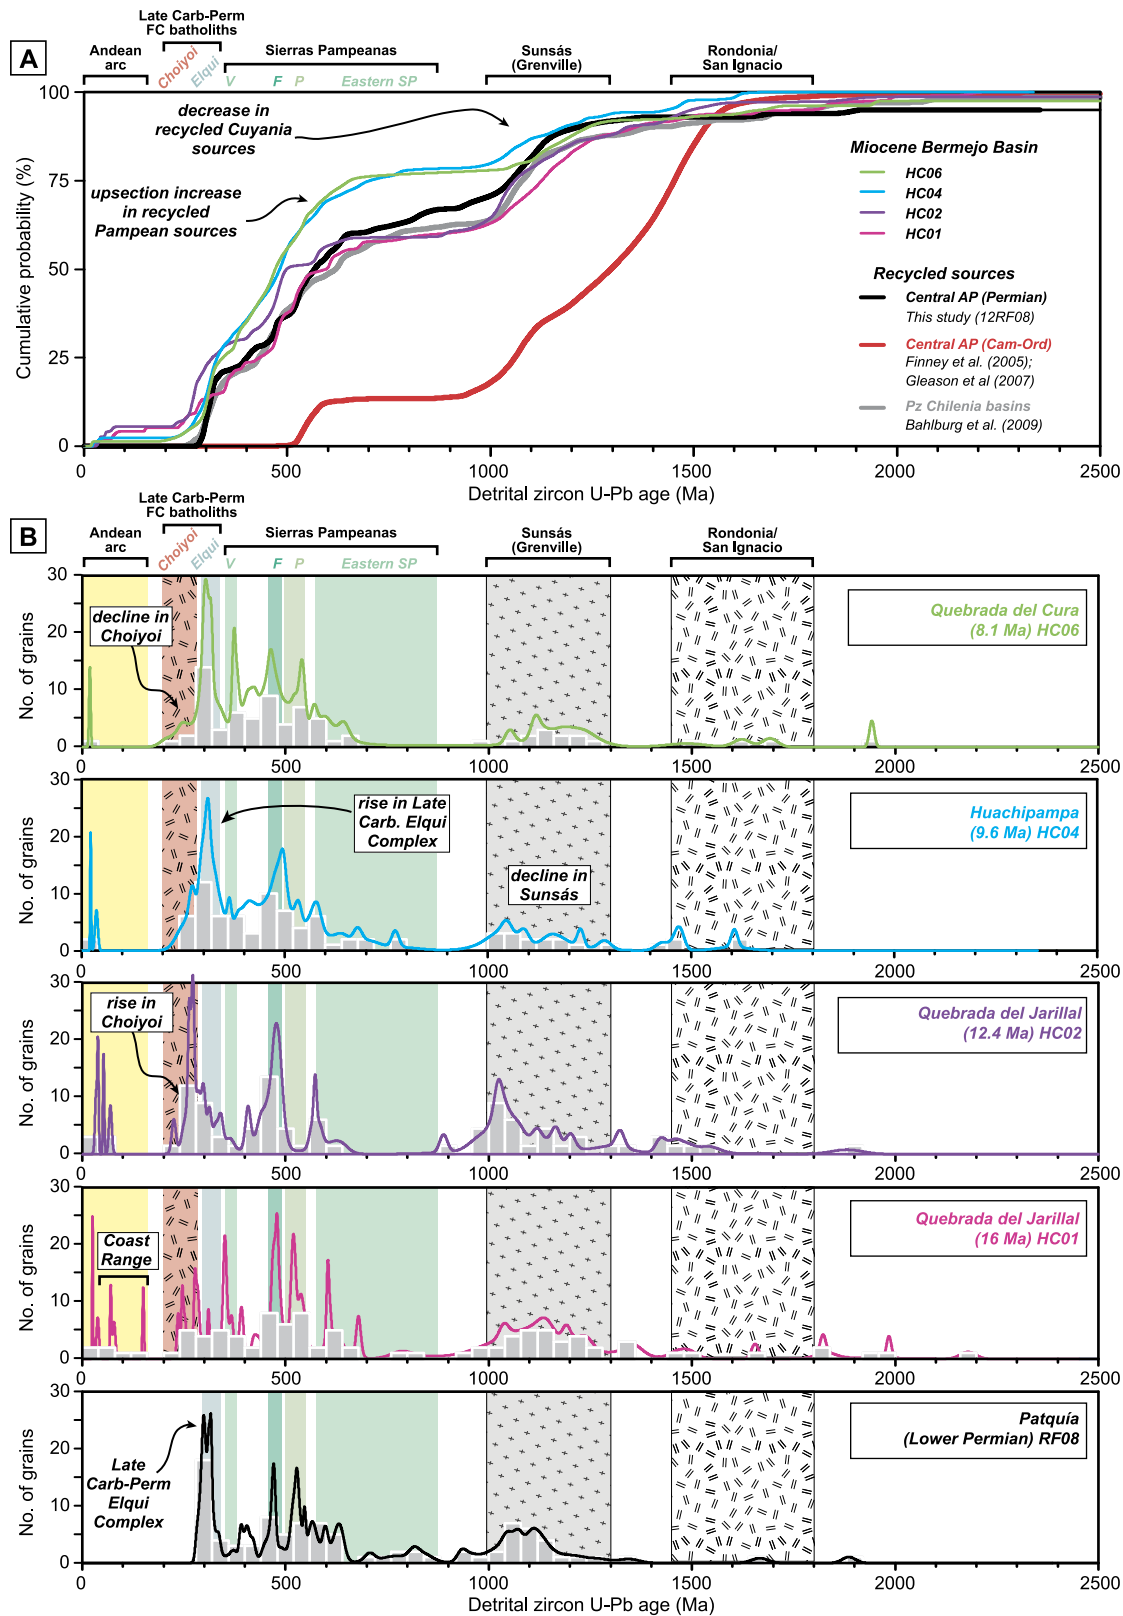 Late Carb-Perm
FC batholiths
Andean
arc
Sierras Pampeanas
Sunsás
(Grenville)
Rondonia/
San Ignacio
A
Choiyoi
Elqui
V
F
P
Eastern SP
100
75
50
25
0
Cumulative probability (%)
decrease in
recycled Cuyania
sources
upsection increase
in recycled
Pampean sources
Miocene Bermejo Basin
HC06
HC04
HC02
HC01
Recycled sources
Central AP (Permian)
This study (12RF08)
Central AP (Cam-Ord)
Finney et al. (2005);
Gleason et al (2007)
Pz Chilenia basins
Bahlburg et al. (2009)
0 500 1000 1500 2000 2500
Detrital zircon U-Pb age (Ma)
Late Carb-Perm
FC batholiths
B
Andean
arc
Sierras Pampeanas
Sunsás
(Grenville)
Rondonia/
San Ignacio
Choiyoi
Elqui
V
F
P
Eastern SP
30
20
10
0
No. of grains
decline in
Choiyoi
Quebrada del Cura
(8.1 Ma) HC06
0 500 1000 1500 2000 2500
30
20
10
0
No. of grains
rise in Late
Carb. Elqui
Complex
decline in
Sunsás
Huachipampa
(9.6 Ma) HC04
0 500 1000 1500 2000 2500
30
20
10
0
No. of grains
rise in
Choiyoi
Quebrada del Jarillal
(12.4 Ma) HC02
0 500 1000 1500 2000 2500
30
20
10
0
No. of grains
Coast
Range
Quebrada del Jarillal
(16 Ma) HC01
0 500 1000 1500 2000 2500
30
20
10
0
No. of grains
Late
Carb-Perm
Elqui
Complex
Patquía
(Lower Permian) RF08
0 500 1000 1500 2000 2500
Detrital zircon U-Pb age (Ma)